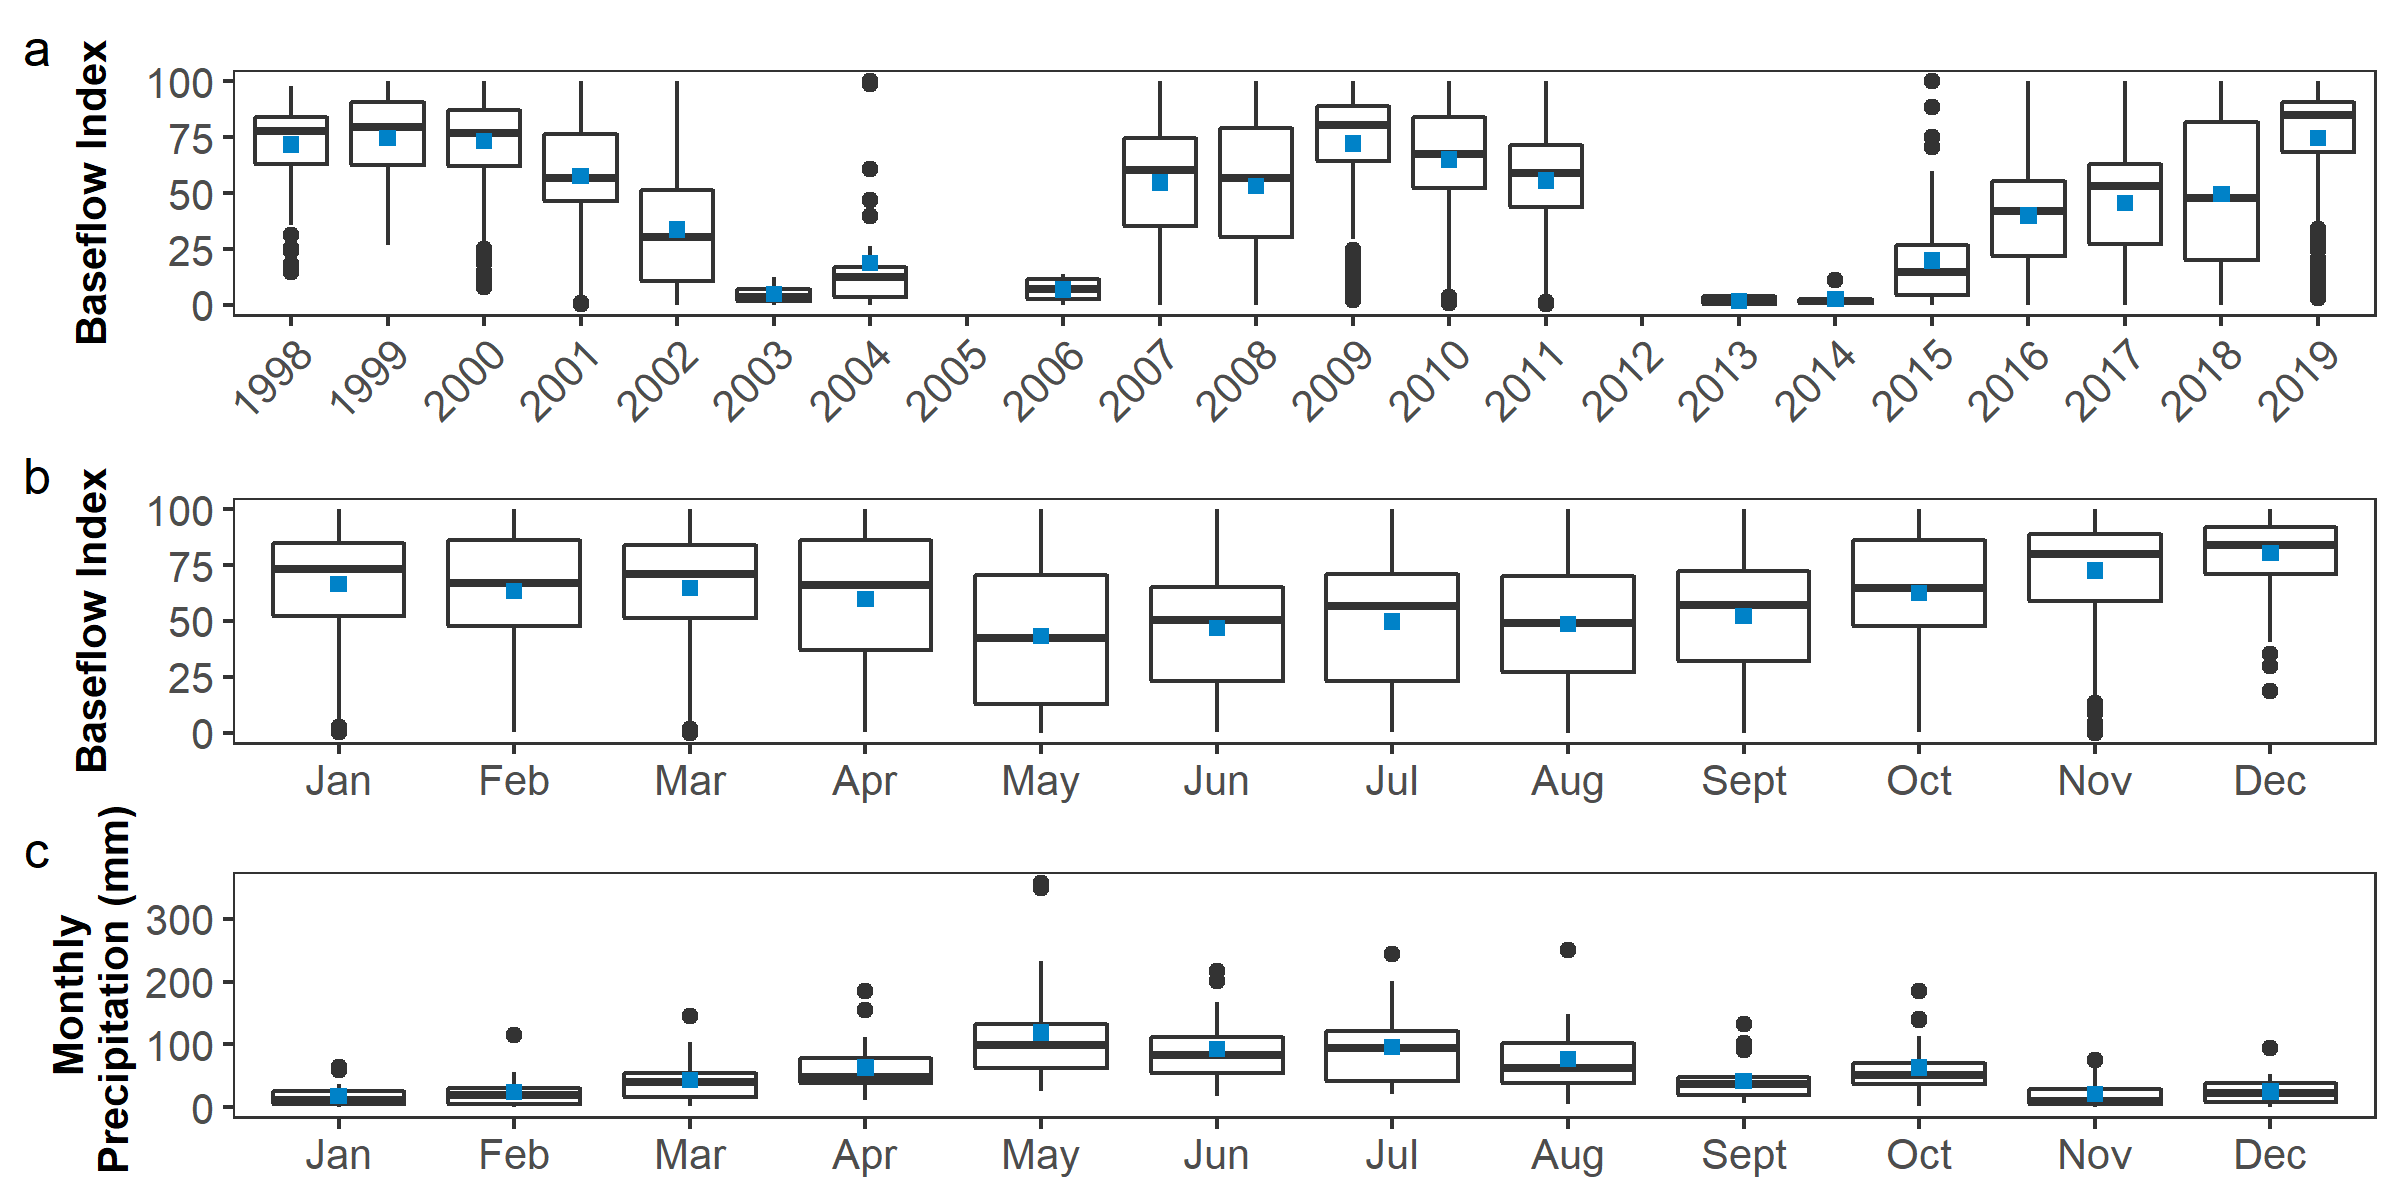 a
Baseflow Index
100
75
50
25
0
1998 1999 2000 2001 2002 2003 2004 2005 2006 2007 2008 2009 2010 2011 2012 2013 2014 2015 2016 2017 2018 2019
b
Baseflow Index
100
75
50
25
0
Jan Feb Mar Apr May Jun Jul Aug Sept Oct Nov Dec
c
Monthly
Precipitation (mm)
300
200
100
0
Jan Feb Mar Apr May Jun Jul Aug Sept Oct Nov Dec